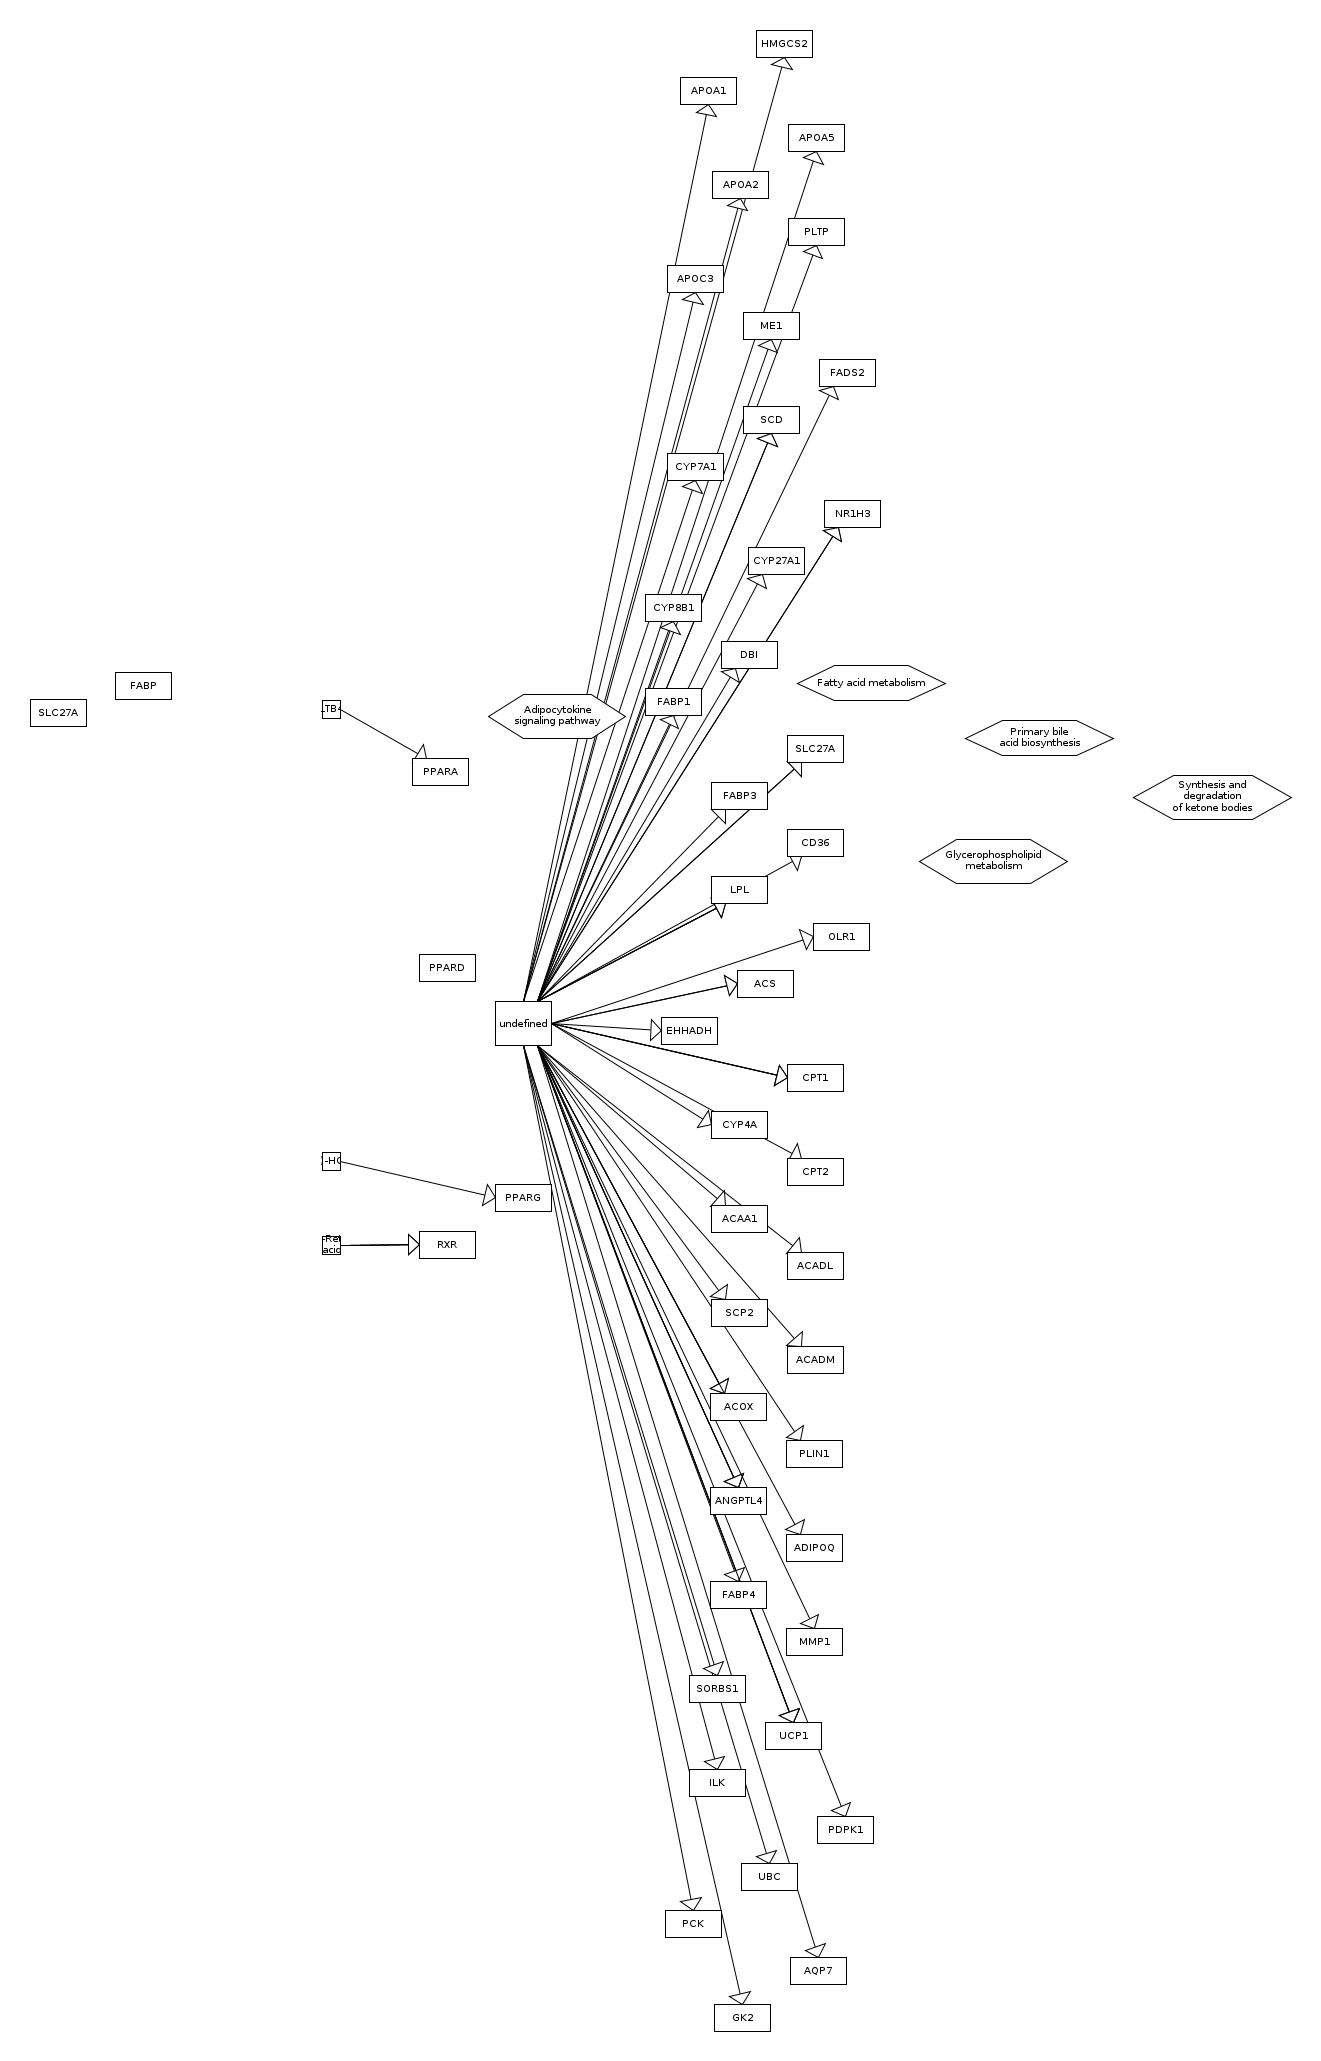 HMGCS2
APOA1
APOA5
APOA2
PLTP
APOC3
ME1
FADS2
SCD
CYP7A1
NR1H3
CYP27A1
CYP8B1
DBI
FABP
Fatty acid metabolism
FABP1
SLC27A
TB
Adipocytokine
signaling pathway
Primary bile
acid biosynthesis
SLC27A
PPARA
FABP3
Synthesis and
degradation
of ketone bodies
CD36
Glycerophospholipid
metabolism
LPL
OLR1
PPARD
ACS
undefined
EHHADH
CPT1
CYP4A
-HO
CPT2
PPARG
ACAA1
-Ret
acid
RXR
ACADL
SCP2
ACADM
ACOX
PLIN1
ANGPTL4
ADIPOQ
FABP4
MMP1
SORBS1
UCP1
ILK
PDPK1
UBC
PCK
AQP7
GK2